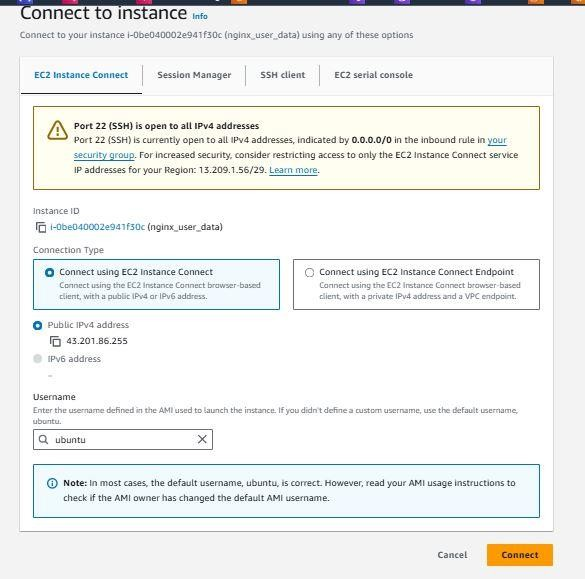 Connect to instance Info
Connect to your instance i-0be040002e941f30c (nginx_user_data) using any of these options
EC2 Instance Connect
Session Manager
SSH client
EC2 serial console
Port 22 (SSH) is open to all IPv4 addresses
Port 22 (SSH) is currently open to all IPv4 addresses, indicated by 0.0.0.0/0 in the inbound rule in your
security group. For increased security, consider restricting access to only the EC2 Instance Connect service
IP addresses for your Region: 13.209.1.56/29. Learn more.
Instance ID
i-0be040002e941f30c (nginx_user_data)
Connection Type
Connect using EC2 Instance Connect
Connect using the EC2 Instance Connect browser-based
client, with a public IPv4 or IPv6 address.
Connect using EC2 Instance Connect Endpoint
Connect using the EC2 Instance Connect browser-based
client, with a private IPv4 address and a VPC endpoint.
Public IPv4 address
43.201.86.255
IPv6 address
–
Username
Enter the username defined in the AMI used to launch the instance. If you didn't define a custom username, use the default username,
ubuntu.
ubuntu
Note: In most cases, the default username, ubuntu, is correct. However, read your AMI usage instructions to
check if the AMI owner has changed the default AMI username.
Cancel
Connect